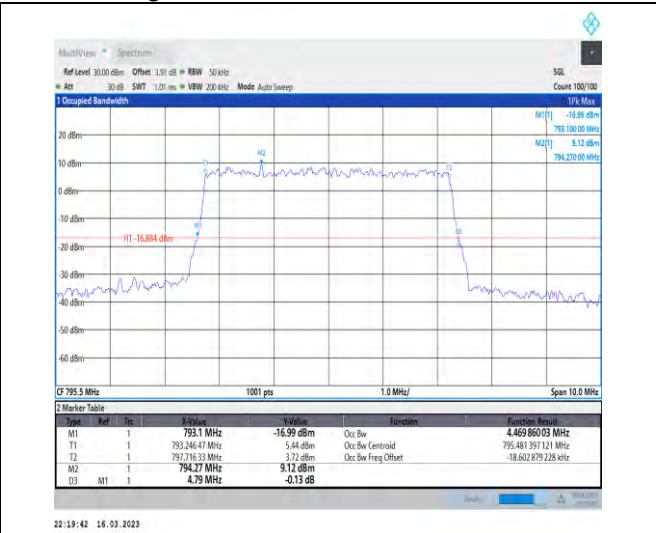 MultiView Spectrum
Ref Level 30.00 dBm Offset 3.91 dB RBW 50 kHz SGL
Att 30 dB SWT 1.01 ms VBW 200 kHz Mode Auto Sweep Count 100/100
1 Occupied Bandwidth 1Pk Max
M1[1] -16.99 dBm
793.100 00 MHz
M2[1] 9.12 dBm
794.270 00 MHz
20 dBm
M2
T1 T2
10 dBm
0 dBm
-10 dBm
M1
D3
H1 -16.884 dBm
-20 dBm
-30 dBm
-40 dBm
-50 dBm
-60 dBm
CF 795.5 MHz 1001 pts 1.0 MHz/ Span 10.0 MHz
2 Marker Table
Type Ref Trc X-Value Y-Value Function Function Result
M1 1 793.1 MHz -16.99 dBm Occ Bw 4.469 860 03 MHz
T1 1 793.246 47 MHz 5.44 dBm Occ Bw Centroid 795.481 397 121 MHz
T2 1 797.716 33 MHz 3.72 dBm Occ Bw Freq Offset -18.602 879 228 kHz
M2 1 794.27 MHz 9.12 dBm
D3 M1 1 4.79 MHz -0.13 dB
22:19:42 16.03.2023